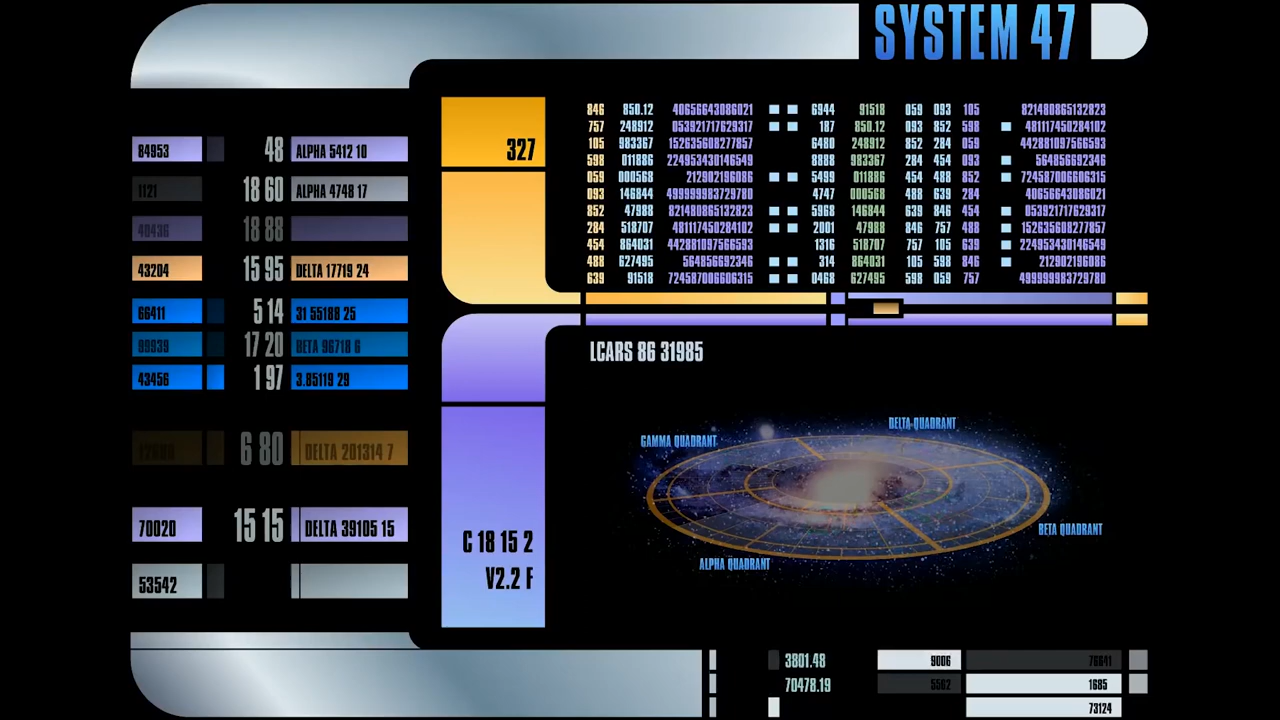 SYSTEM 47
84953 48 ALPHA 5412 10
1121 18 60 ALPHA 4748 17
40436 18 88
43204 15 95 DELTA 17719 24
66411 5 14 31 55188 25
99939 17 20 BETA 96718 6
43456 1 97 3.85119 29
6 80 DELTA 201314 7
70020 15 15 DELTA 39105 15
53542
327
C 18 15 2
V2.2 F
846 850.12 40656643086021 6944 91518 059 093 105 821480865132823
757 248912 053921717629317 187 850.12 093 852 598 481117450284102
105 983367 152635608277857 6480 248912 852 284 059 442881097566593
598 011886 224953430146549 8888 983367 284 454 093 564856692346
059 000568 212902196086 5499 011886 454 488 852 724587006606315
093 146844 499999983729780 4747 000568 488 639 284 40656643086021
852 47988 821480865132823 5968 146844 639 846 454 053921717629317
284 518707 481117450284102 2001 47988 846 757 488 152635608277857
454 864031 442881097566593 1316 518707 757 105 639 224953430146549
488 627495 564856692346 314 864031 105 598 846 212902196086
639 91518 724587006606315 0468 627495 598 059 757 499999983729780
LCARS 86 31985
DELTA QUADRANT
GAMMA QUADRANT
BETA QUADRANT
ALPHA QUADRANT
3801.48 9006 76641
70478.19 5562 1685
73124